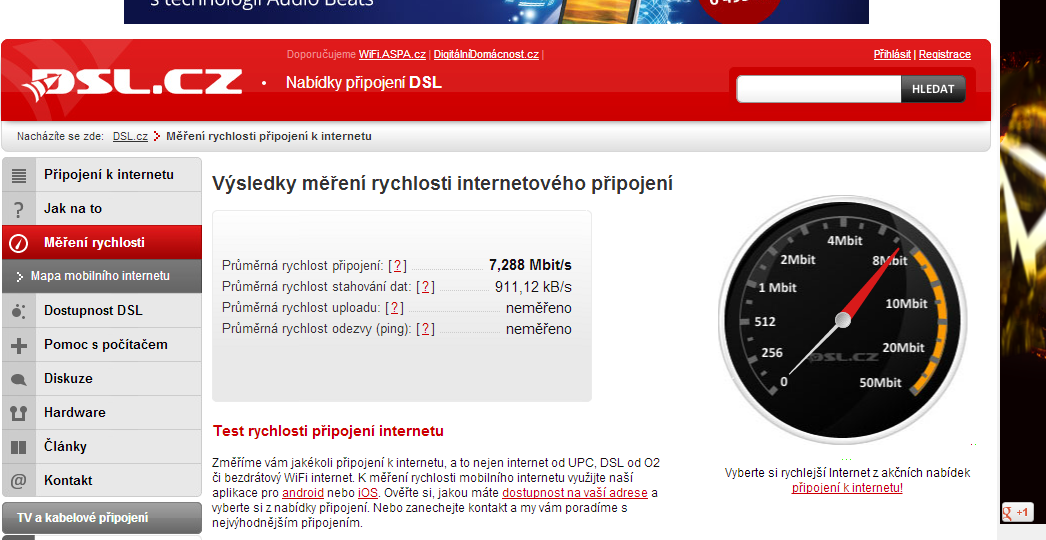 s technologií Audio Beats
Doporučujeme WiFi.ASPA.cz | DigitálníDomácnost.cz |
Přihlásit | Registrace
DSL.CZ
Nabídky připojení DSL
HLEDAT
Nacházíte se zde: DSL.cz Měření rychlosti připojení k internetu
Připojení k internetu
Jak na to
Měření rychlosti
Mapa mobilního internetu
Dostupnost DSL
Pomoc s počítačem
Diskuze
Hardware
Články
Kontakt
TV a kabelové připojení
Výsledky měření rychlosti internetového připojení
Průměrná rychlost připojení: [?] 7,288 Mbit/s
Průměrná rychlost stahování dat: [?] 911,12 kB/s
Průměrná rychlost uploadu: [?] neměřeno
Průměrná rychlost odezvy (ping): [?] neměřeno
Test rychlosti připojení internetu
Změříme vám jakékoli připojení k internetu, a to nejen internet od UPC, DSL od O2
či bezdrátový WiFi internet. K měření rychlosti mobilního internetu využijte naší
aplikace pro android nebo iOS. Ověřte si, jakou máte dostupnost na vaší adrese a
vyberte si z nabídky připojení. Nebo zanechejte kontakt a my vám poradíme s
nejvýhodnějším připojením.
0
256
512
1 Mbit
2Mbit
4Mbit
8Mbit
10Mbit
20Mbit
50Mbit
DSL.CZ
...
Vyberte si rychlejší Internet z akčních nabídek
připojení k internetu!
g +1